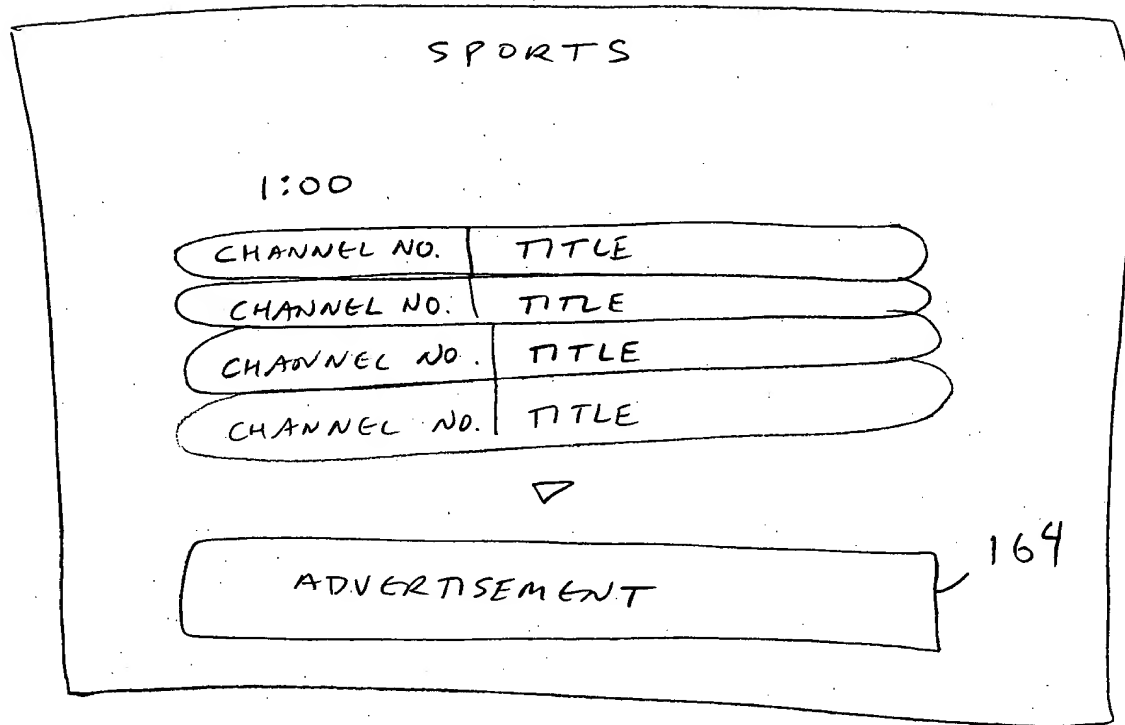 SPORTS
1:00
CHANNEL NO. TITLE
CHANNEL NO. TITLE
CHANNEL NO. TITLE
CHANNEL NO. TITLE
ADVERTISEMENT
164